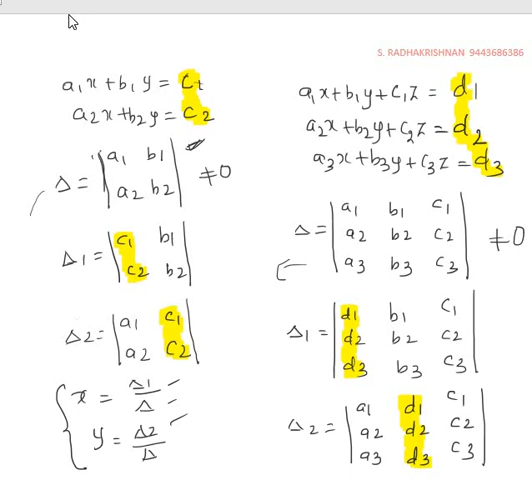 S. RADHAKRISHNAN 9443686386
a1x + b1y = c1
a2x + b2y = c2
Δ = |a1 b1| ≠0
|a2 b2|
Δ1 = |c1 b1|
|c2 b2|
Δ2 = |a1 c1|
|a2 c2|
{ x = Δ1/Δ
y = Δ2/Δ
a1x + b1y + c1z = d1
a2x + b2y + c2z = d2
a3x + b3y + c3z = d3
Δ = |a1 b1 c1|
|a2 b2 c2| ≠0
|a3 b3 c3|
Δ1 = |d1 b1 c1|
|d2 b2 c2|
|d3 b3 c3|
Δ2 = |a1 d1 c1|
|a2 d2 c2|
|a3 d3 c3|